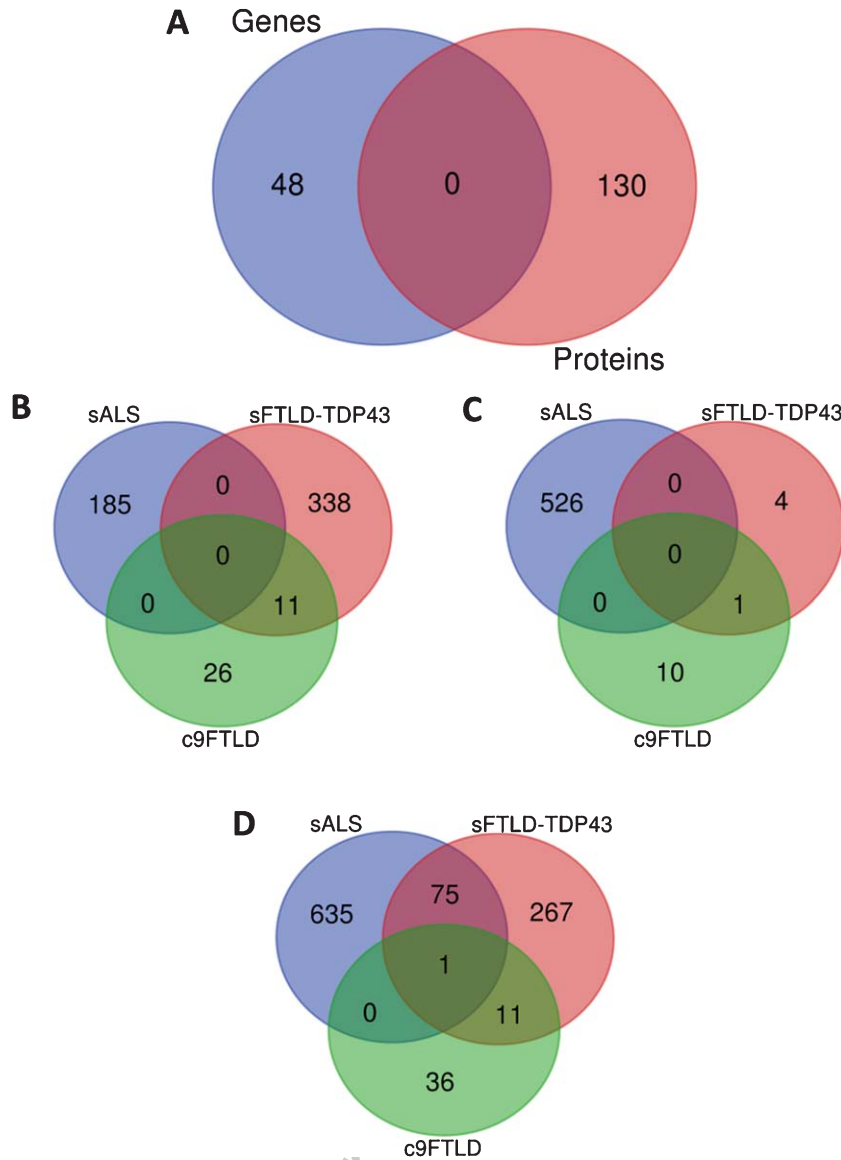 A Genes
48 0 130
Proteins
B sALS sFTLD-TDP43
185 0 338
0
0 11
26
c9FTLD
C sALS sFTLD-TDP43
526 0 4
0
0 1
10
c9FTLD
D sALS sFTLD-TDP43
635 75 267
1
0 11
36
c9FTLD